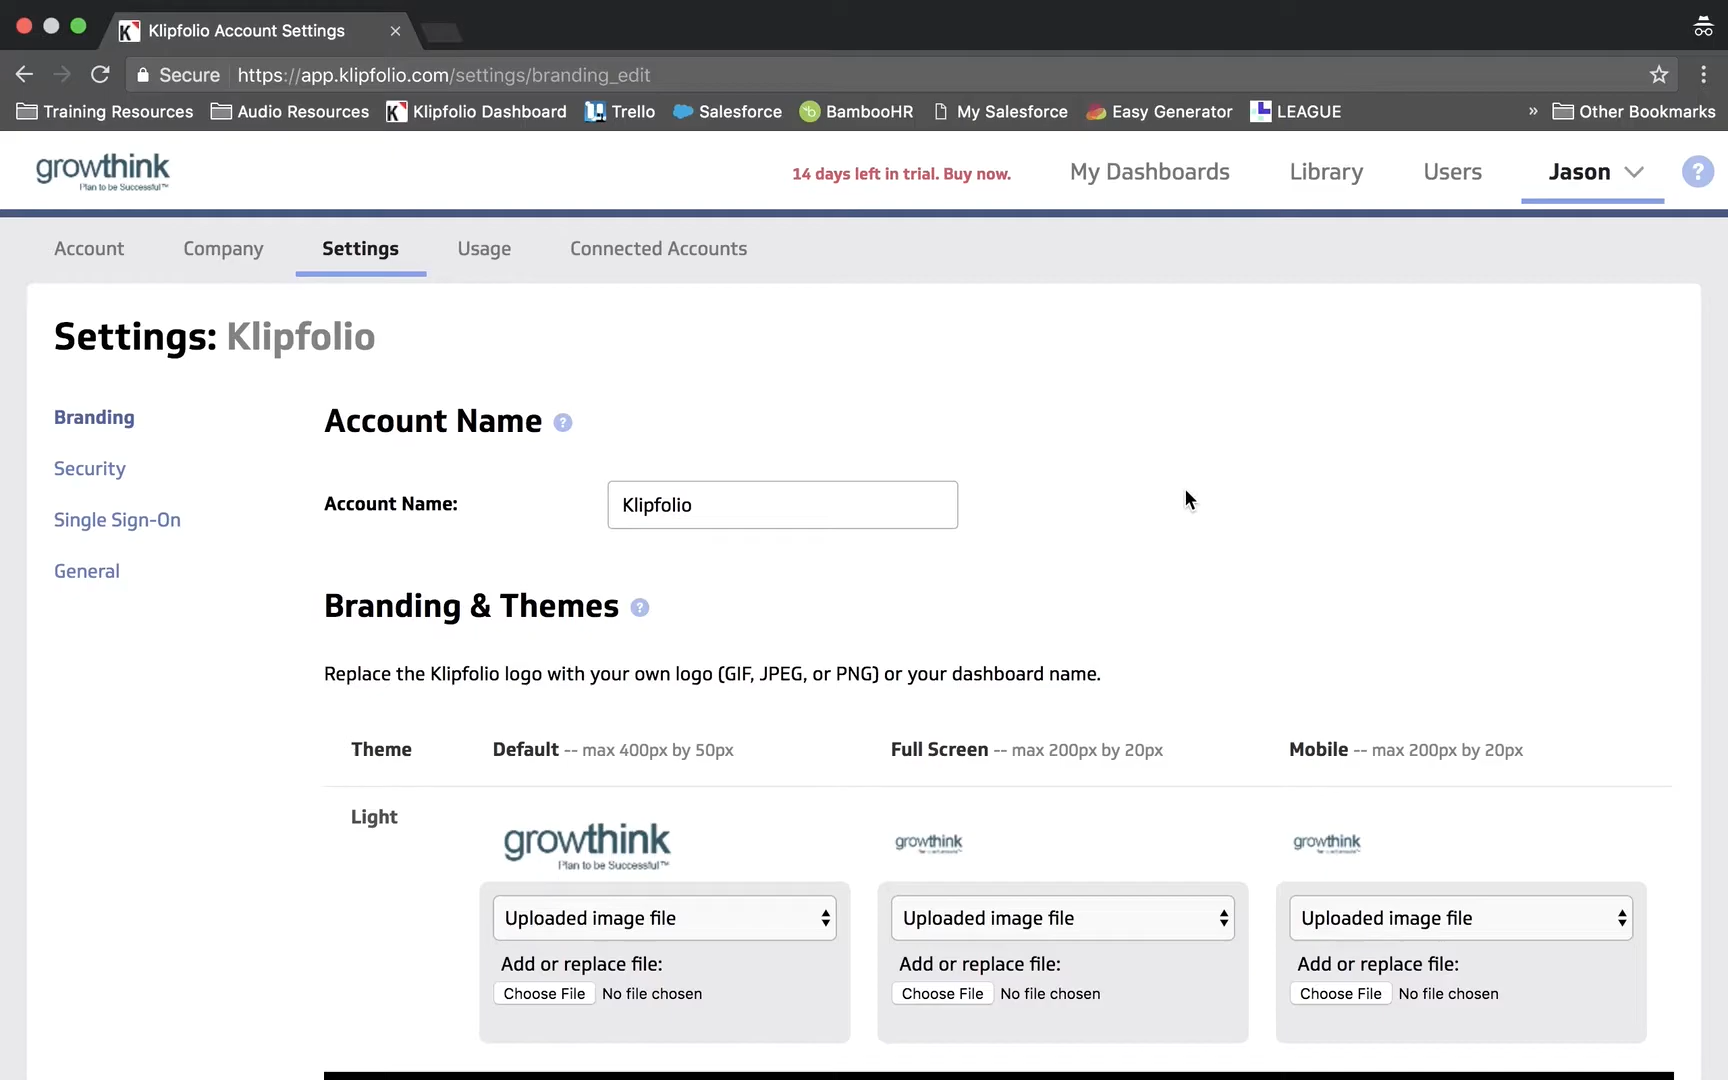 Klipfolio Account Settings
Secure https://app.klipfolio.com/settings/branding_edit
Training Resources Audio Resources Klipfolio Dashboard Trello Salesforce BambooHR My Salesforce Easy Generator LEAGUE » Other Bookmarks
growthink
Plan to be Successful™
14 days left in trial. Buy now. My Dashboards Library Users Jason ?
Account Company Settings Usage Connected Accounts
Settings: Klipfolio
Branding
Security
Single Sign-On
General
Account Name ?
Account Name: Klipfolio
Branding & Themes ?
Replace the Klipfolio logo with your own logo (GIF, JPEG, or PNG) or your dashboard name.
Theme Default -- max 400px by 50px Full Screen -- max 200px by 20px Mobile -- max 200px by 20px
Light
growthink growthink growthink
Plan to be Successful™
Uploaded image file Uploaded image file Uploaded image file
Add or replace file: Add or replace file: Add or replace file:
Choose File No file chosen Choose File No file chosen Choose File No file chosen